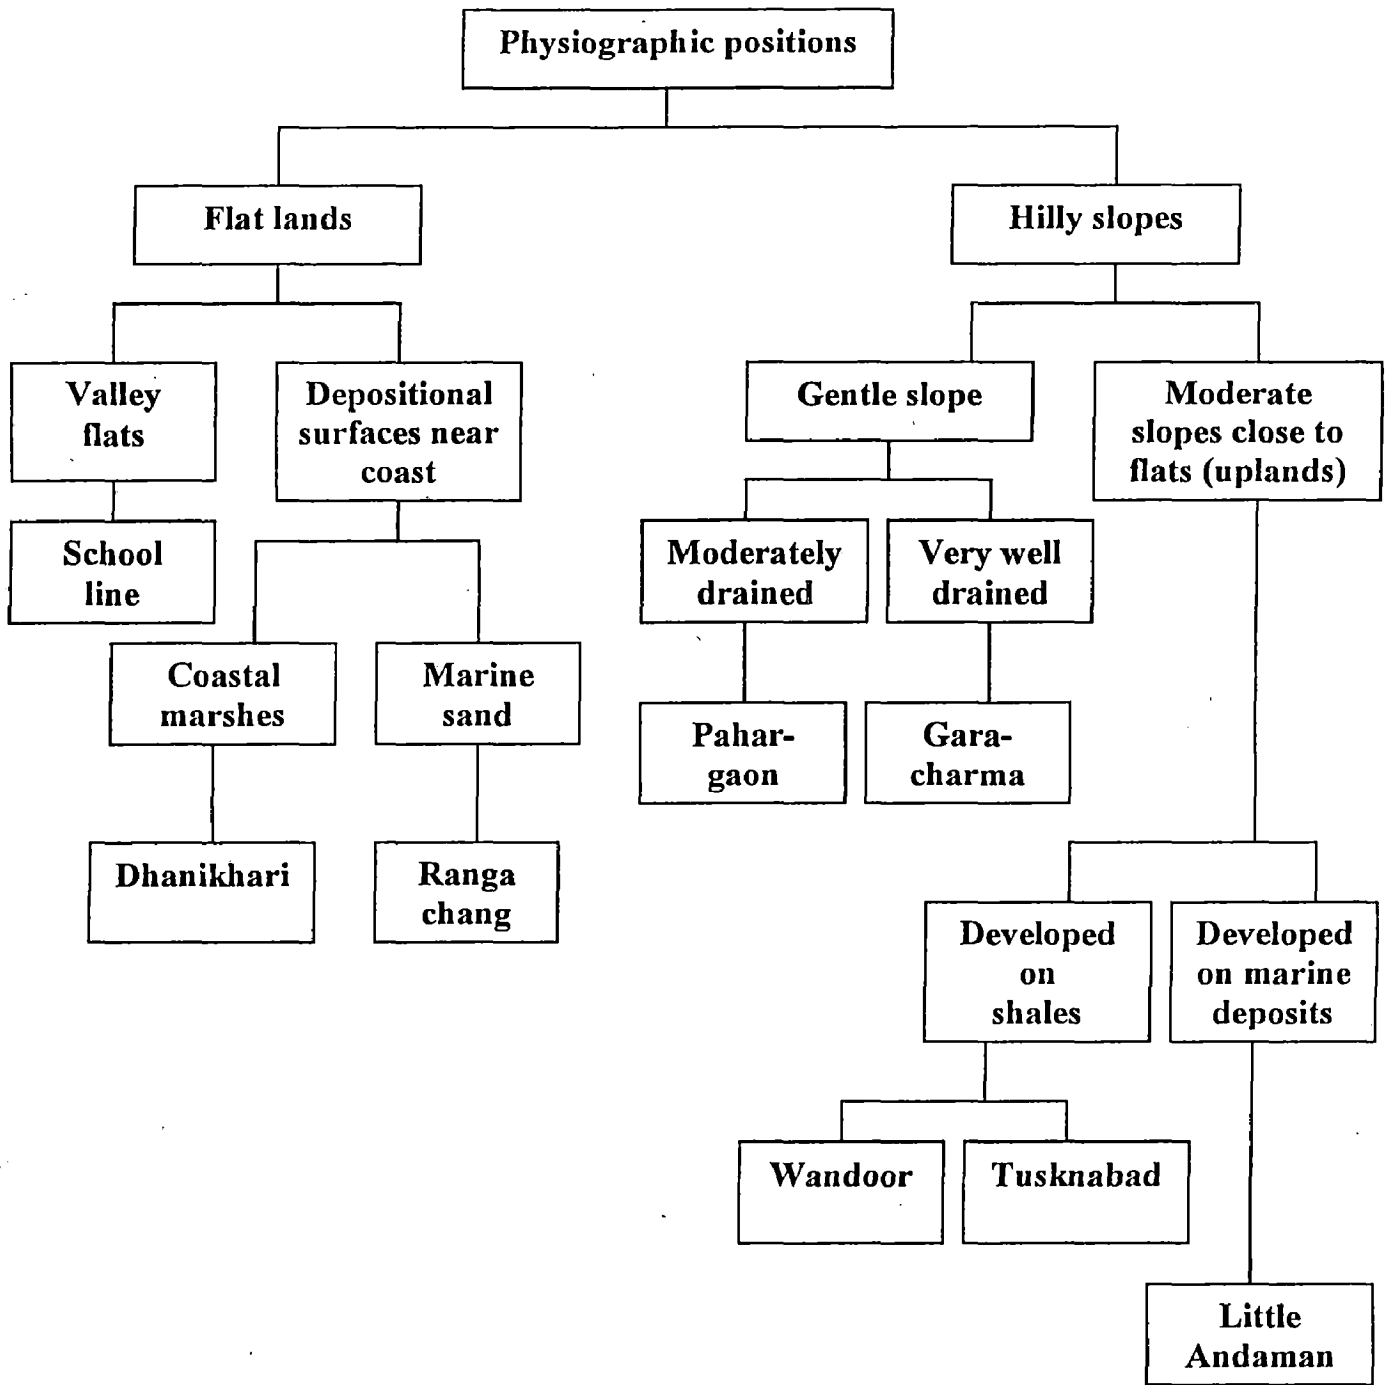 Physiographic positions
Flat lands
Hilly slopes
Valley
flats
Depositional
surfaces near
coast
Gentle slope
Moderate
slopes close to
flats (uplands)
School
line
Moderately
drained
Very well
drained
Coastal
marshes
Marine
sand
Pahar-
gaon
Gara-
charma
Dhanikhari
Ranga
chang
Developed
on
shales
Developed
on marine
deposits
Wandoor
Tusknabad
Little
Andaman